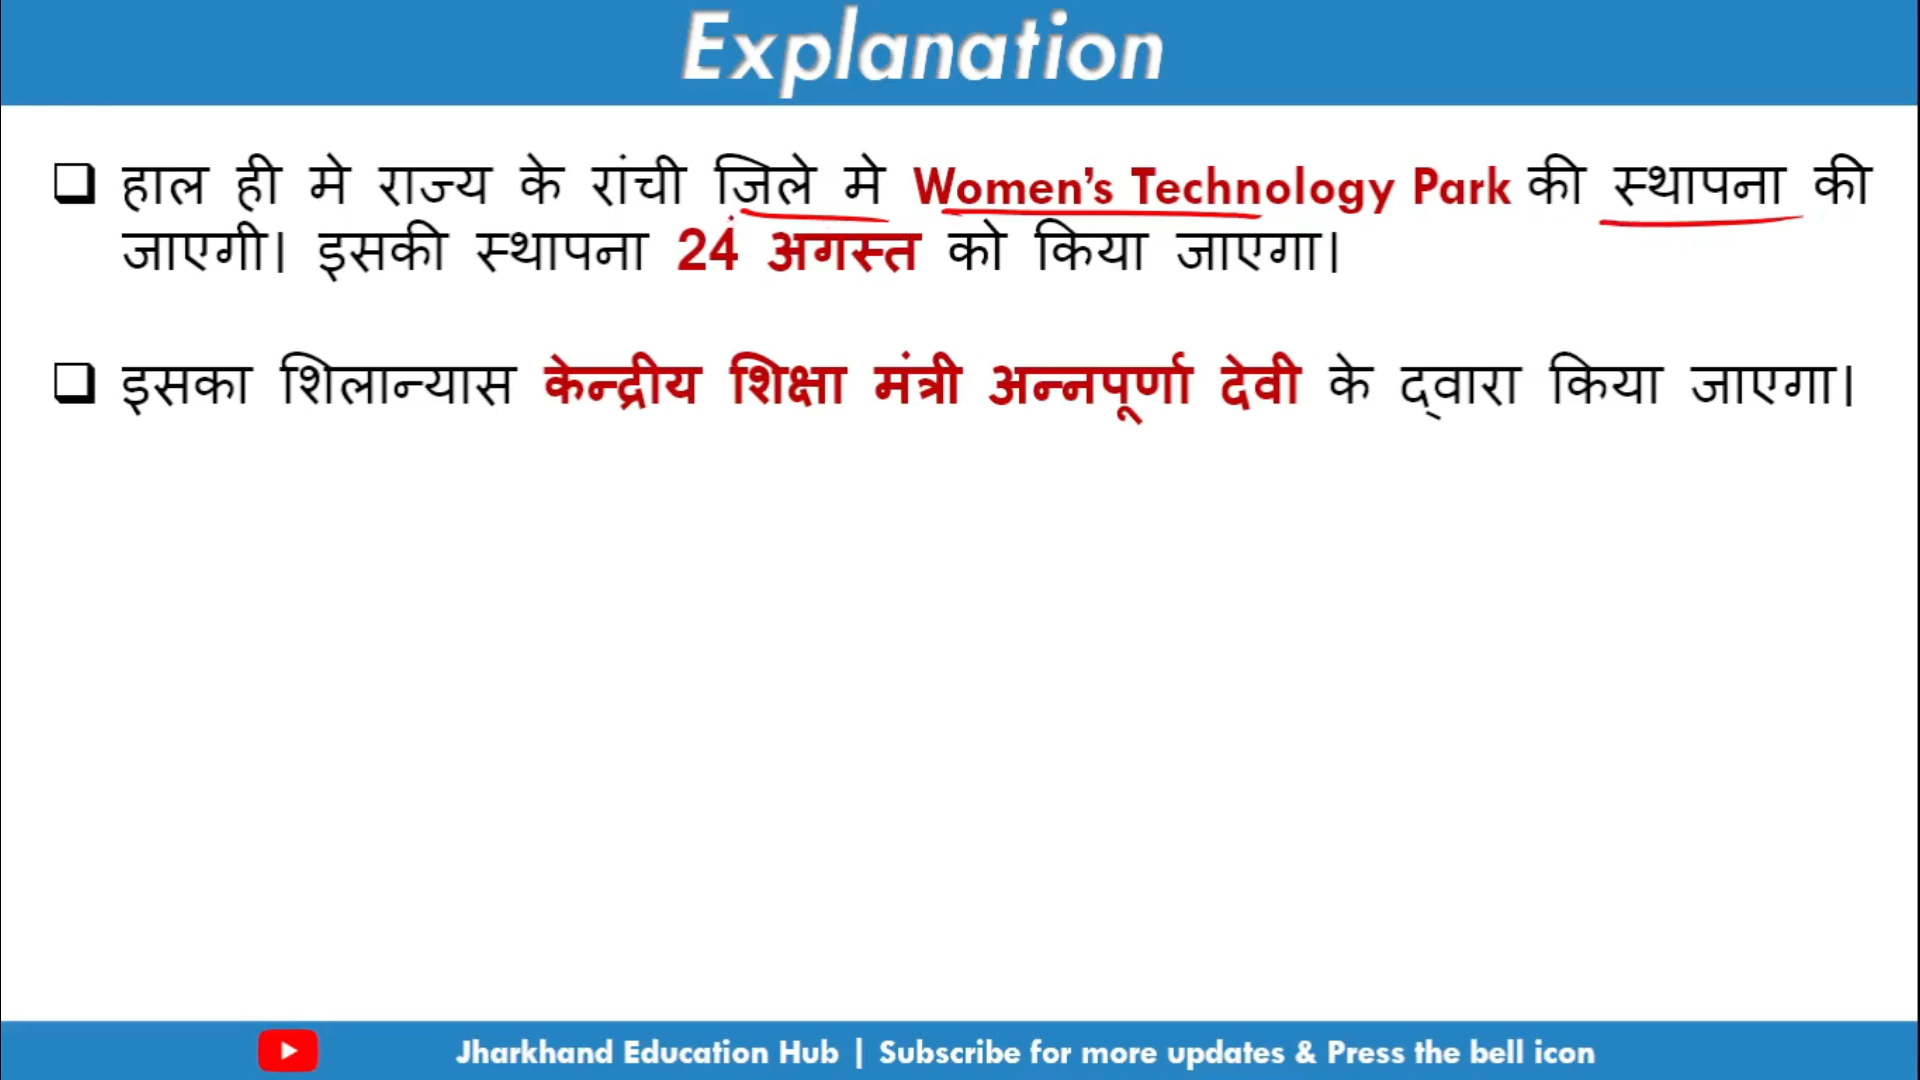 Explanation
हाल ही मे राज्य के रांची जिले मे Women's Technology Park की स्थापना की
जाएगी। इसकी स्थापना 24 अगस्त को किया जाएगा।
इसका शिलान्यास केन्द्रीय शिक्षा मंत्री अन्नपूर्णा देवी के द्वारा किया जाएगा।
Jharkhand Education Hub | Subscribe for more updates & Press the bell icon